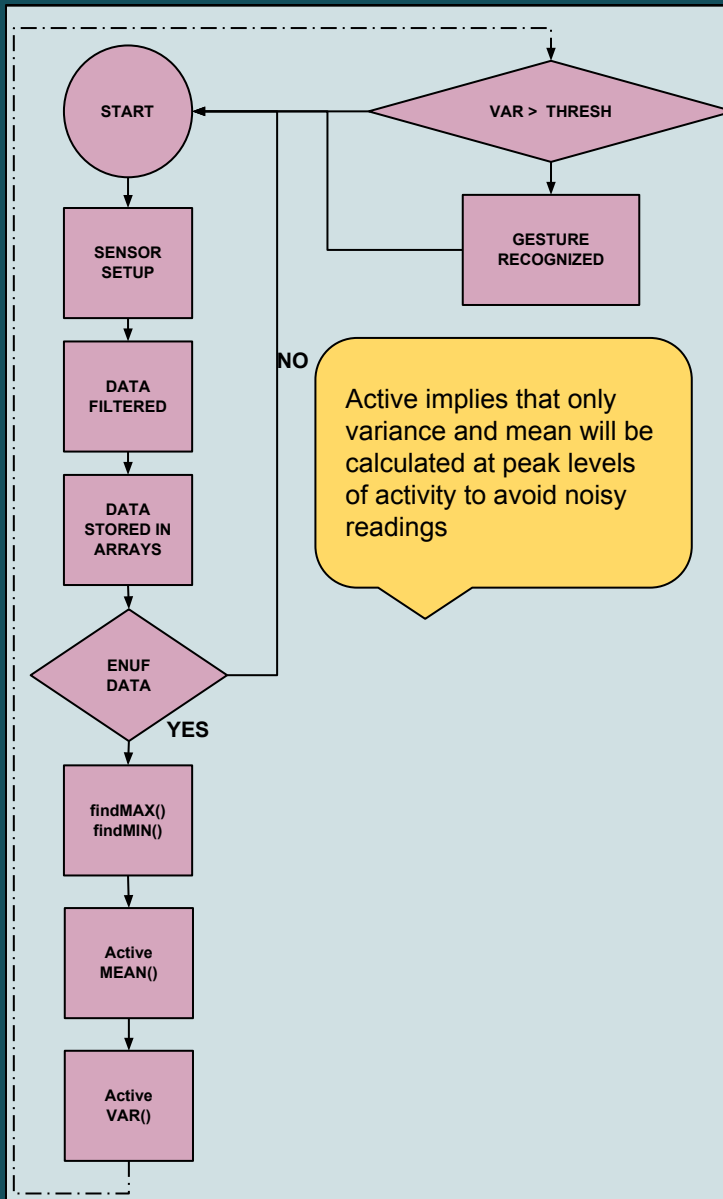 START
SENSOR
SETUP
DATA
FILTERED
DATA
STORED IN
ARRAYS
ENUF
DATA
NO
YES
findMAX()
findMIN()
Active
MEAN()
Active
VAR()
VAR >  THRESH
GESTURE
RECOGNIZED
Active implies that only
variance and mean will be
calculated at peak levels
of activity to avoid noisy
readings